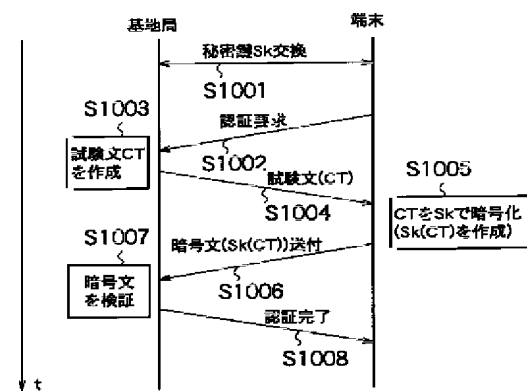 基地局
端末
秘密鍵Sk交換
S1001
S1003
認証要求
試験文CT
を作成
S1002
試験文(CT)
S1005
S1004
CTをSkで暗号化
(Sk(CT)を作成)
S1007
暗号文(Sk(CT))送付
暗号文
を検証
S1006
認証完了
S1008
t